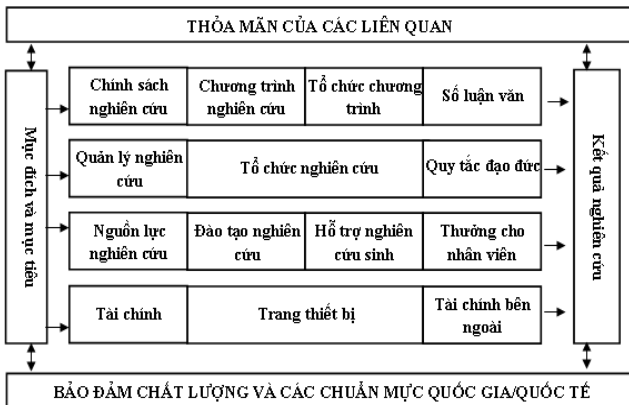 THỎA MÃN CỦA CÁC LIÊN QUAN
Mục đích và mục tiêu
Chính sách
nghiên cứu
Chương trình
nghiên cứu
Tổ chức chương
trình
Số luận văn
Quản lý nghiên
cứu
Tổ chức nghiên cứu
Quy tắc đạo đức
Nguồn lực
nghiên cứu
Đào tạo nghiên
cứu
Hỗ trợ nghiên
cứu sinh
Thưởng cho
nhân viên
Tài chính
Trang thiết bị
Tài chính bên
ngoài
Kết quả nghiên cứu
BẢO ĐẢM CHẤT LƯỢNG VÀ CÁC CHUẨN MỰC QUỐC GIA/QUỐC TẾ